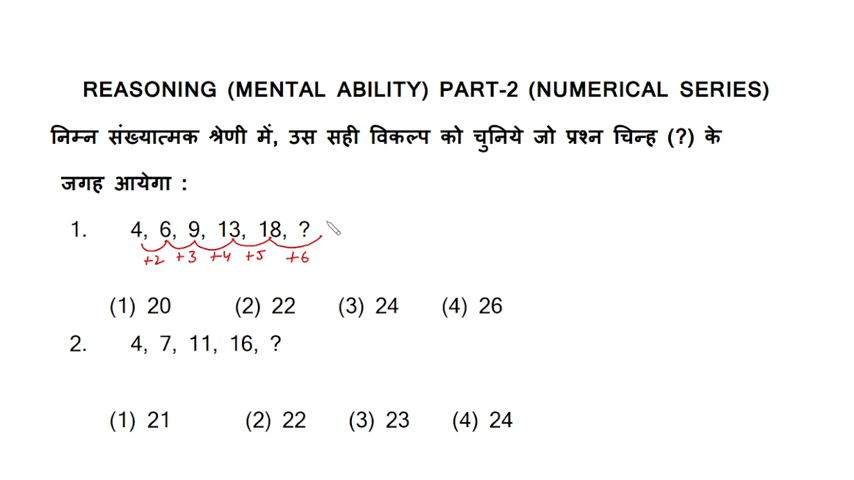 REASONING (MENTAL ABILITY) PART-2 (NUMERICAL SERIES)
निम्न संख्यात्मक श्रेणी में, उस सही विकल्प को चुनिये जो प्रश्न चिन्ह (?) के
जगह आयेगा :
1. 4, 6, 9, 13, 18, ?
+2 +3 +4 +5 +6
(1) 20 (2) 22 (3) 24 (4) 26
2. 4, 7, 11, 16, ?
(1) 21 (2) 22 (3) 23 (4) 24